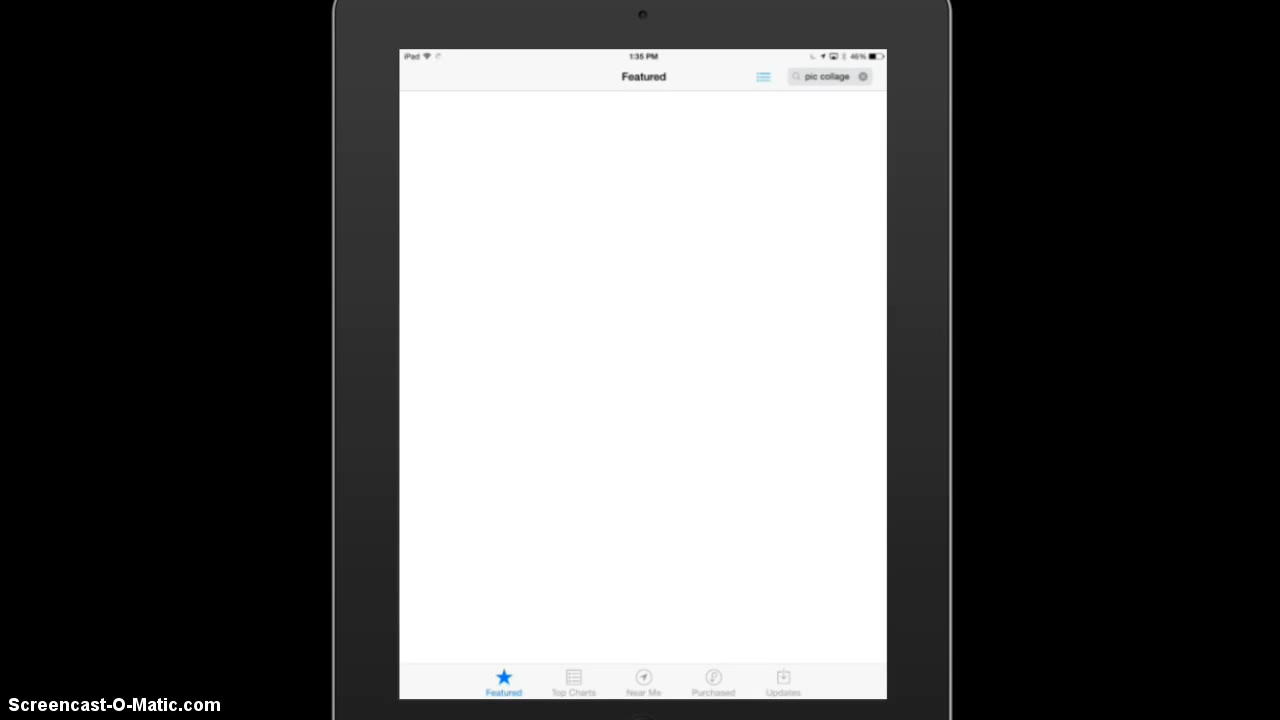 iPad 1:35 PM 46%
Featured pic collage
Featured Top Charts Near Me Purchased Updates
Screencast-O-Matic.com